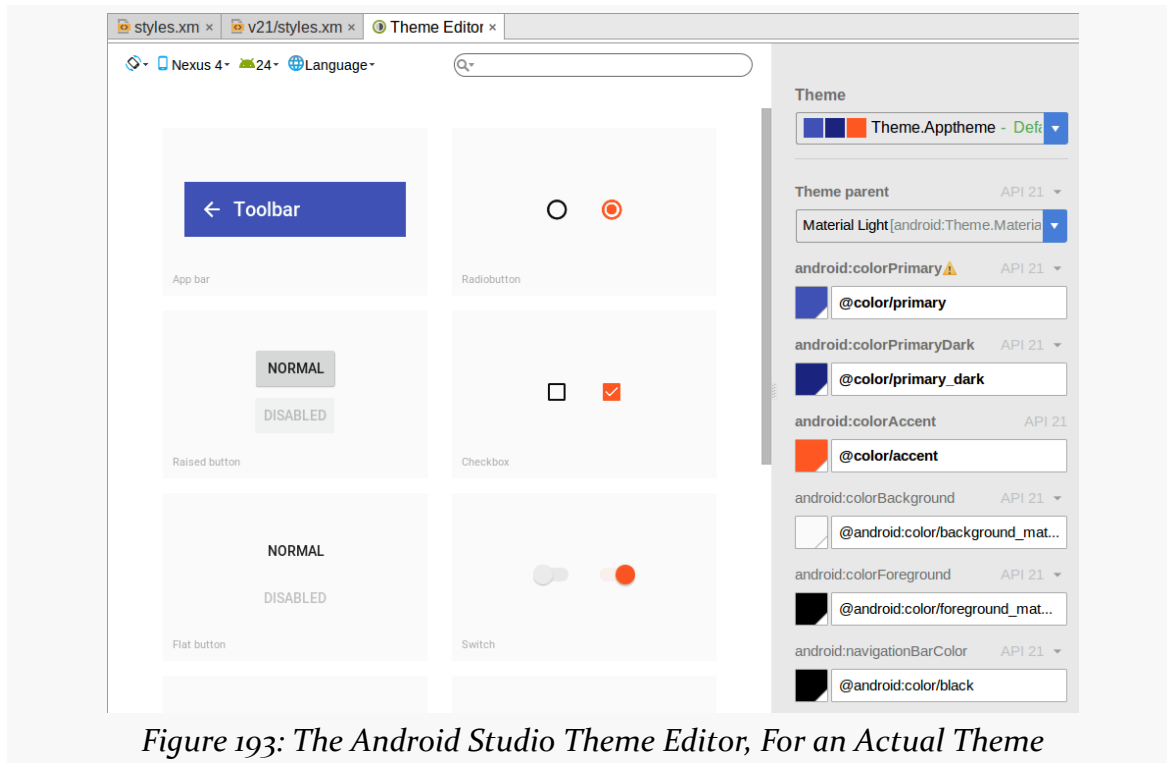 styles.xm ×
v21/styles.xm ×
Theme Editor ×
Nexus 4
24
Language
Toolbar
App bar
Radiobutton
NORMAL
DISABLED
Raised button
Checkbox
NORMAL
DISABLED
Flat button
Switch
Theme
Theme.Apptheme - Defa
Theme parent API 21
Material Light [android:Theme.Materia
android:colorPrimary API 21
@color/primary
android:colorPrimaryDark API 21
@color/primary_dark
android:colorAccent API 21
@color/accent
android:colorBackground API 21
@android:color/background_mat...
android:colorForeground API 21
@android:color/foreground_mat...
android:navigationBarColor API 21
@android:color/black
Figure 193: The Android Studio Theme Editor, For an Actual Theme